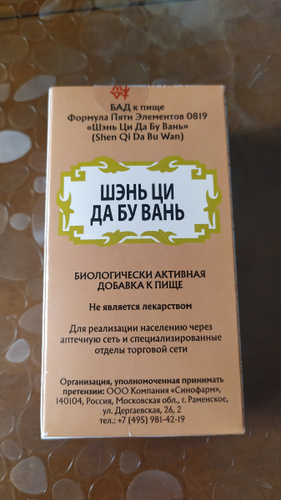 БАД к пище
Формула Пяти Элементов 0819
«Шэнь Ци Да Бу Вань»
(Shen Qi Da Bu Wan)
ШЭНЬ ЦИ
ДА БУ ВАНЬ
БИОЛОГИЧЕСКИ АКТИВНАЯ
ДОБАВКА К ПИЩЕ
Не является лекарством
Для реализации населению через
аптечную сеть и специализированные
отделы торговой сети
Организация, уполномоченная принимать
претензии: ООО Компания «Синофарм»,
140104, Россия, Московская обл., г. Раменское,
ул. Дергаевская, 26, 2
тел.: +7 (495) 981-42-19